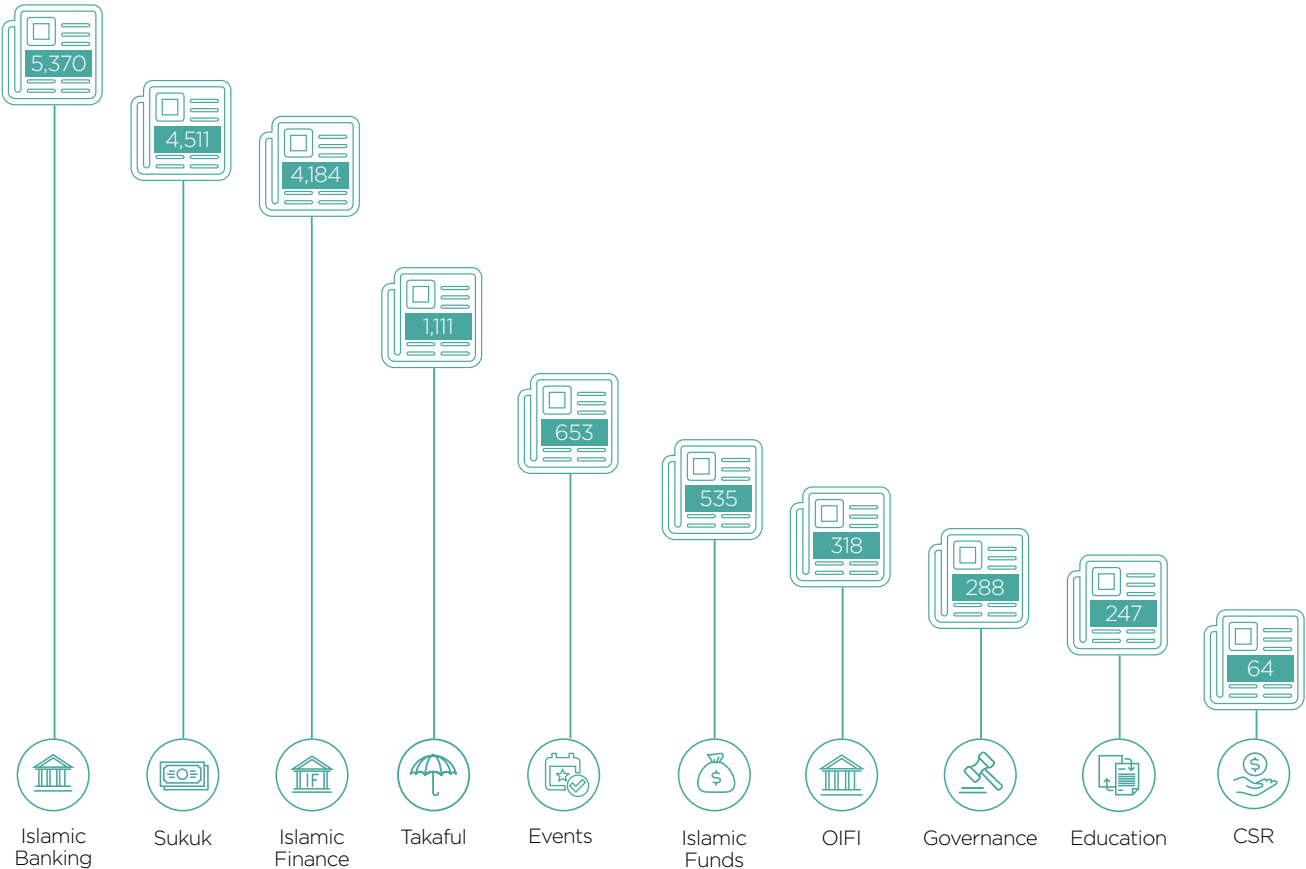 5,370
4,511
4,184
1,111
653
535
318
288
247
64
IF
$
$
Islamic
Banking
Sukuk
Islamic
Finance
Takaful
Events
Islamic
Funds
OIFI
Governance
Education
CSR